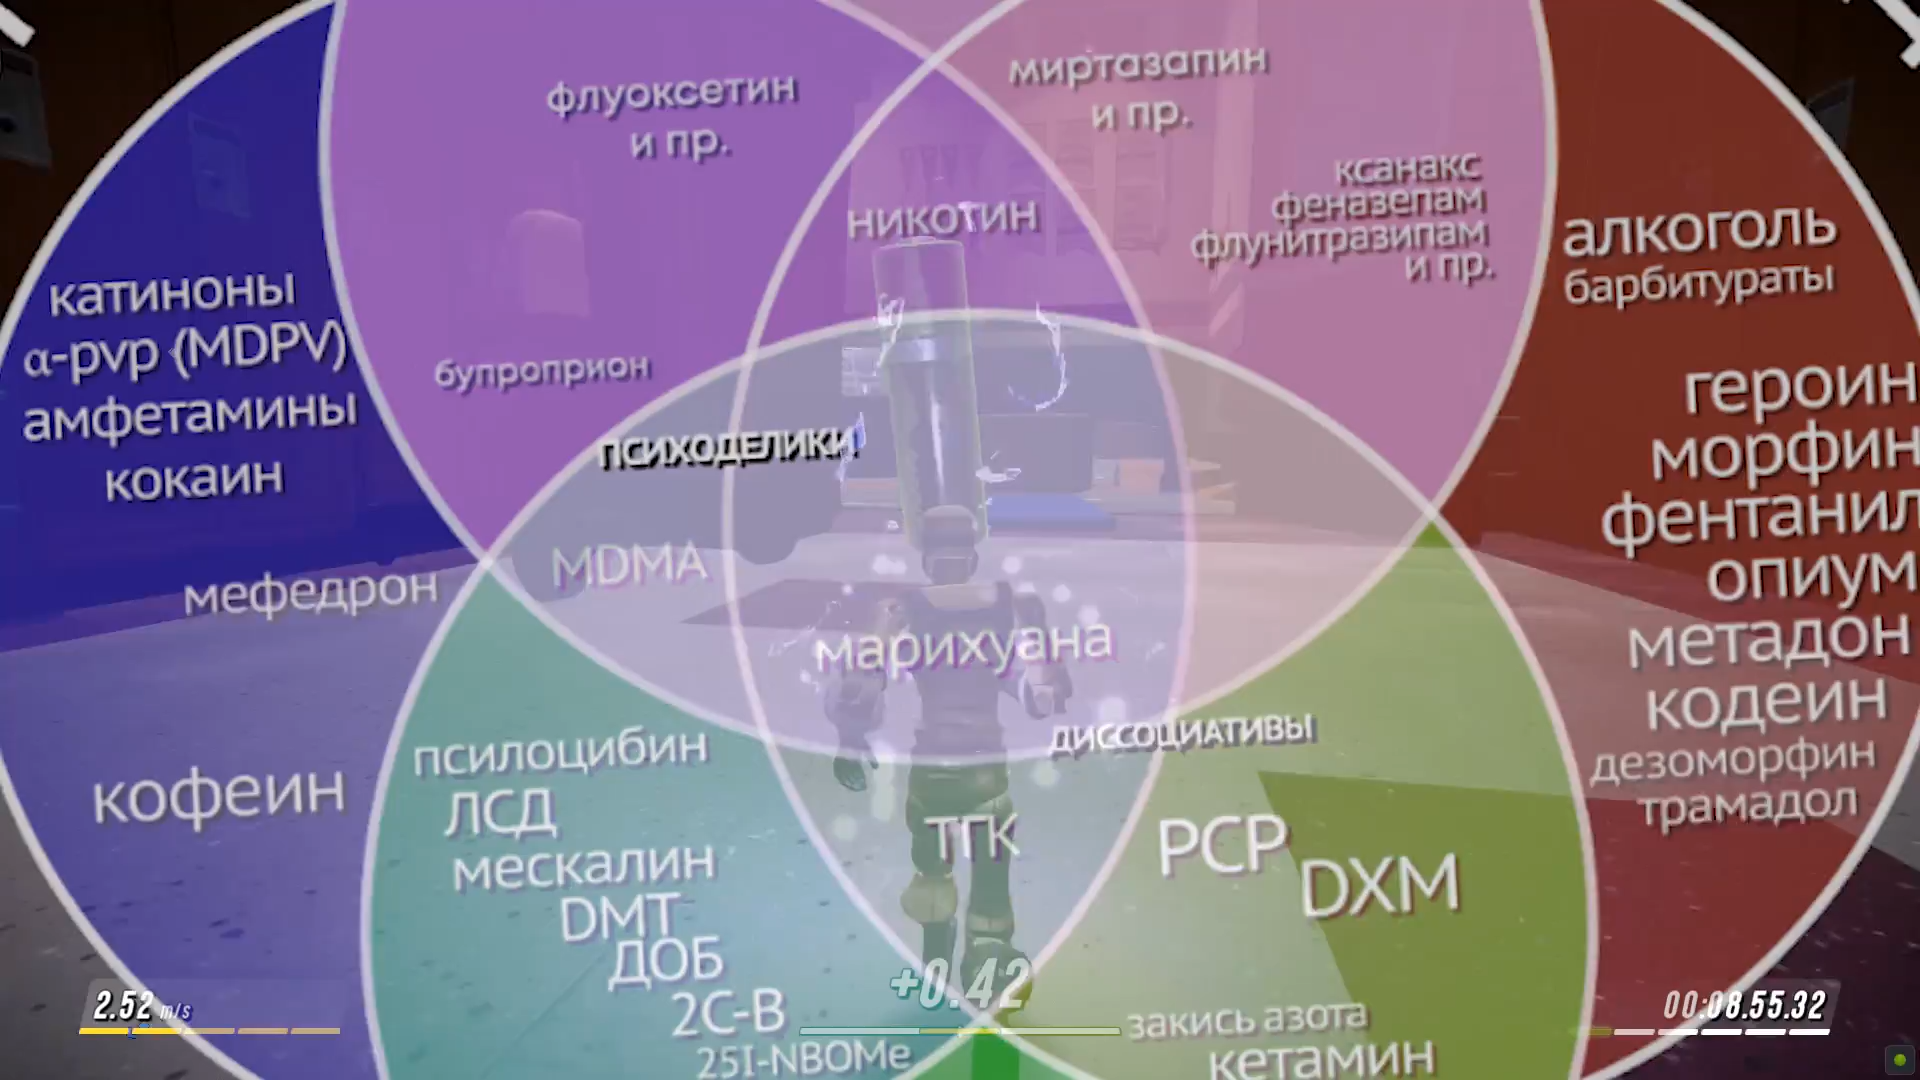 флуоксетин
и пр.
миртазапин
и пр.
никотин
ксанакс
феназепам
флунитразипам
и пр.
алкоголь
барбитураты
катиноны
α-pvp (MDPV)
амфетамины
кокаин
бупроприон
психоделики
героин
морфин
фентанил
опиум
метадон
кодеин
дезоморфин
трамадол
мефедрон
MDMA
марихуана
диссоциативы
кофеин
псилоцибин
ЛСД
мескалин
DMT
ДОБ
2C-B
25I-NBOMe
ТГК
PCP
DXM
закись азота
кетамин
2.52 m/s
+0.42
00:08.55.32